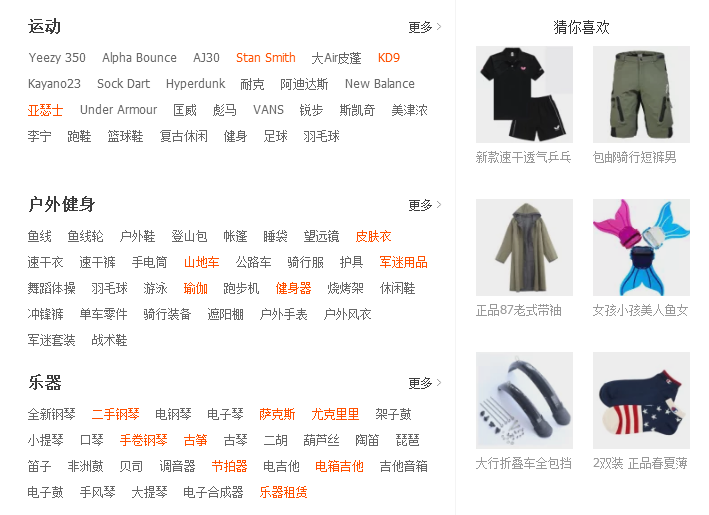 运动 更多
Yeezy 350 Alpha Bounce AJ30 Stan Smith 大Air皮蓬 KD9
Kayano23 Sock Dart Hyperdunk 耐克 阿迪达斯 New Balance
亚瑟士 Under Armour 匡威 彪马 VANS 锐步 斯凯奇 美津浓
李宁 跑鞋 篮球鞋 复古休闲 健身 足球 羽毛球
户外健身 更多
鱼线 鱼线轮 户外鞋 登山包 帐篷 睡袋 望远镜 皮肤衣
速干衣 速干裤 手电筒 山地车 公路车 骑行服 护具 军迷用品
舞蹈体操 羽毛球 游泳 瑜伽 跑步机 健身器 烧烤架 休闲鞋
冲锋裤 单车零件 骑行装备 遮阳棚 户外手表 户外风衣
军迷套装 战术鞋
乐器 更多
全新钢琴 二手钢琴 电钢琴 电子琴 萨克斯 尤克里里 架子鼓
小提琴 口琴 手卷钢琴 古筝 古琴 二胡 葫芦丝 陶笛 琵琶
笛子 非洲鼓 贝司 调音器 节拍器 电吉他 电箱吉他 吉他音箱
电子鼓 手风琴 大提琴 电子合成器 乐器租赁
猜你喜欢
新款速干透气乒乓 包邮骑行短裤男
正品87老式带袖 女孩小孩美人鱼女
大行折叠车全包挡 2双装 正品春夏薄